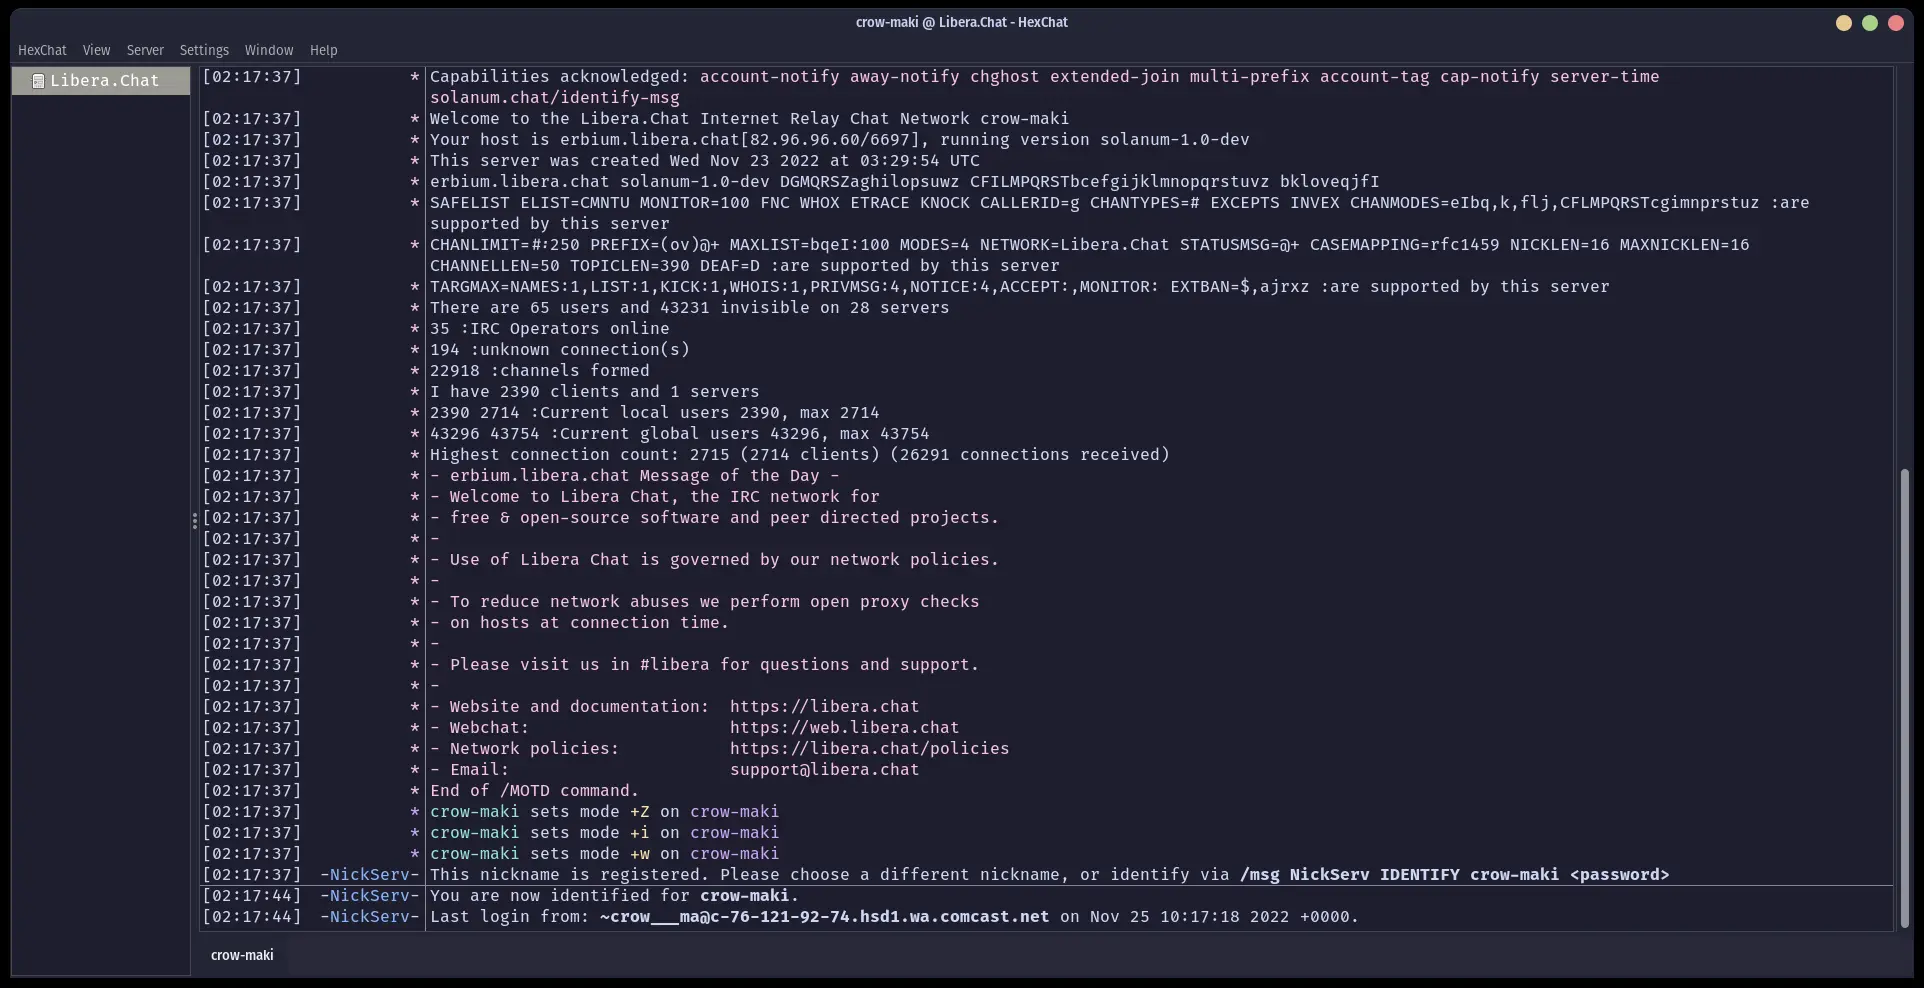 crow-maki @ Libera.Chat - HexChat
HexChat View Server Settings Window Help
Libera.Chat
[02:17:37] * Capabilities acknowledged: account-notify away-notify chghost extended-join multi-prefix account-tag cap-notify server-time
solanum.chat/identify-msg
[02:17:37] * Welcome to the Libera.Chat Internet Relay Chat Network crow-maki
[02:17:37] * Your host is erbium.libera.chat[82.96.96.60/6697], running version solanum-1.0-dev
[02:17:37] * This server was created Wed Nov 23 2022 at 03:29:54 UTC
[02:17:37] * erbium.libera.chat solanum-1.0-dev DGMQRSZaghilopsuwz CFILMPQRSTbcefgijklmnopqrstuvz bkloveqjfI
[02:17:37] * SAFELIST ELIST=CMNTU MONITOR=100 FNC WHOX ETRACE KNOCK CALLERID=g CHANTYPES=# EXCEPTS INVEX CHANMODES=eIbq,k,flj,CFLMPQRSTcgimnprstuz :are
supported by this server
[02:17:37] * CHANLIMIT=#:250 PREFIX=(ov)@+ MAXLIST=bqeI:100 MODES=4 NETWORK=Libera.Chat STATUSMSG=@+ CASEMAPPING=rfc1459 NICKLEN=16 MAXNICKLEN=16
CHANNELLEN=50 TOPICLEN=390 DEAF=D :are supported by this server
[02:17:37] * TARGMAX=NAMES:1,LIST:1,KICK:1,WHOIS:1,PRIVMSG:4,NOTICE:4,ACCEPT:,MONITOR: EXTBAN=$,ajrxz :are supported by this server
[02:17:37] * There are 65 users and 43231 invisible on 28 servers
[02:17:37] * 35 :IRC Operators online
[02:17:37] * 194 :unknown connection(s)
[02:17:37] * 22918 :channels formed
[02:17:37] * I have 2390 clients and 1 servers
[02:17:37] * 2390 2714 :Current local users 2390, max 2714
[02:17:37] * 43296 43754 :Current global users 43296, max 43754
[02:17:37] * Highest connection count: 2715 (2714 clients) (26291 connections received)
[02:17:37] * - erbium.libera.chat Message of the Day -
[02:17:37] * - Welcome to Libera Chat, the IRC network for
[02:17:37] * - free & open-source software and peer directed projects.
[02:17:37] * -
[02:17:37] * - Use of Libera Chat is governed by our network policies.
[02:17:37] * -
[02:17:37] * - To reduce network abuses we perform open proxy checks
[02:17:37] * - on hosts at connection time.
[02:17:37] * -
[02:17:37] * - Please visit us in #libera for questions and support.
[02:17:37] * -
[02:17:37] * - Website and documentation: https://libera.chat
[02:17:37] * - Webchat: https://web.libera.chat
[02:17:37] * - Network policies: https://libera.chat/policies
[02:17:37] * - Email: support@libera.chat
[02:17:37] * End of /MOTD command.
[02:17:37] * crow-maki sets mode +Z on crow-maki
[02:17:37] * crow-maki sets mode +i on crow-maki
[02:17:37] * crow-maki sets mode +w on crow-maki
[02:17:37] -NickServ- This nickname is registered. Please choose a different nickname, or identify via /msg NickServ IDENTIFY crow-maki <password>
[02:17:44] -NickServ- You are now identified for crow-maki.
[02:17:44] -NickServ- Last login from: ~crow___ma@c-76-121-92-74.hsd1.wa.comcast.net on Nov 25 10:17:18 2022 +0000.
crow-maki